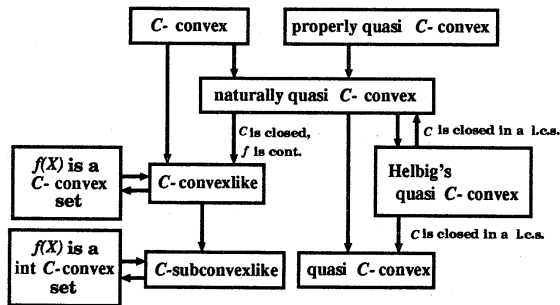 C- convex
properly quasi C- convex
naturally quasi C- convex
C is closed,
f is cont.
C is closed in a l.c.s.
f(X) is a
C- convex
set
C-convexlike
Helbig's
quasi C- convex
C is closed in a l.c.s.
f(X) is a
int C-convex
set
C-subconvexlike
quasi C- convex